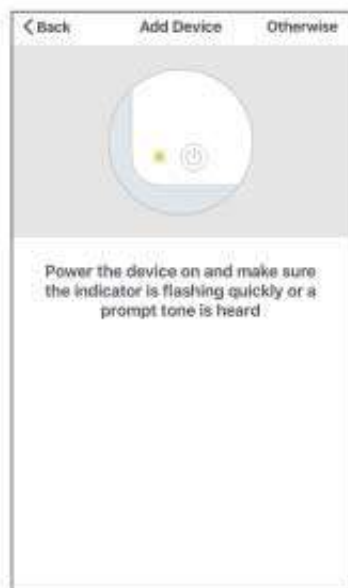 Back Add Device Otherwise
Power the device on and make sure
the indicator is flashing quickly or a
prompt tone is heard